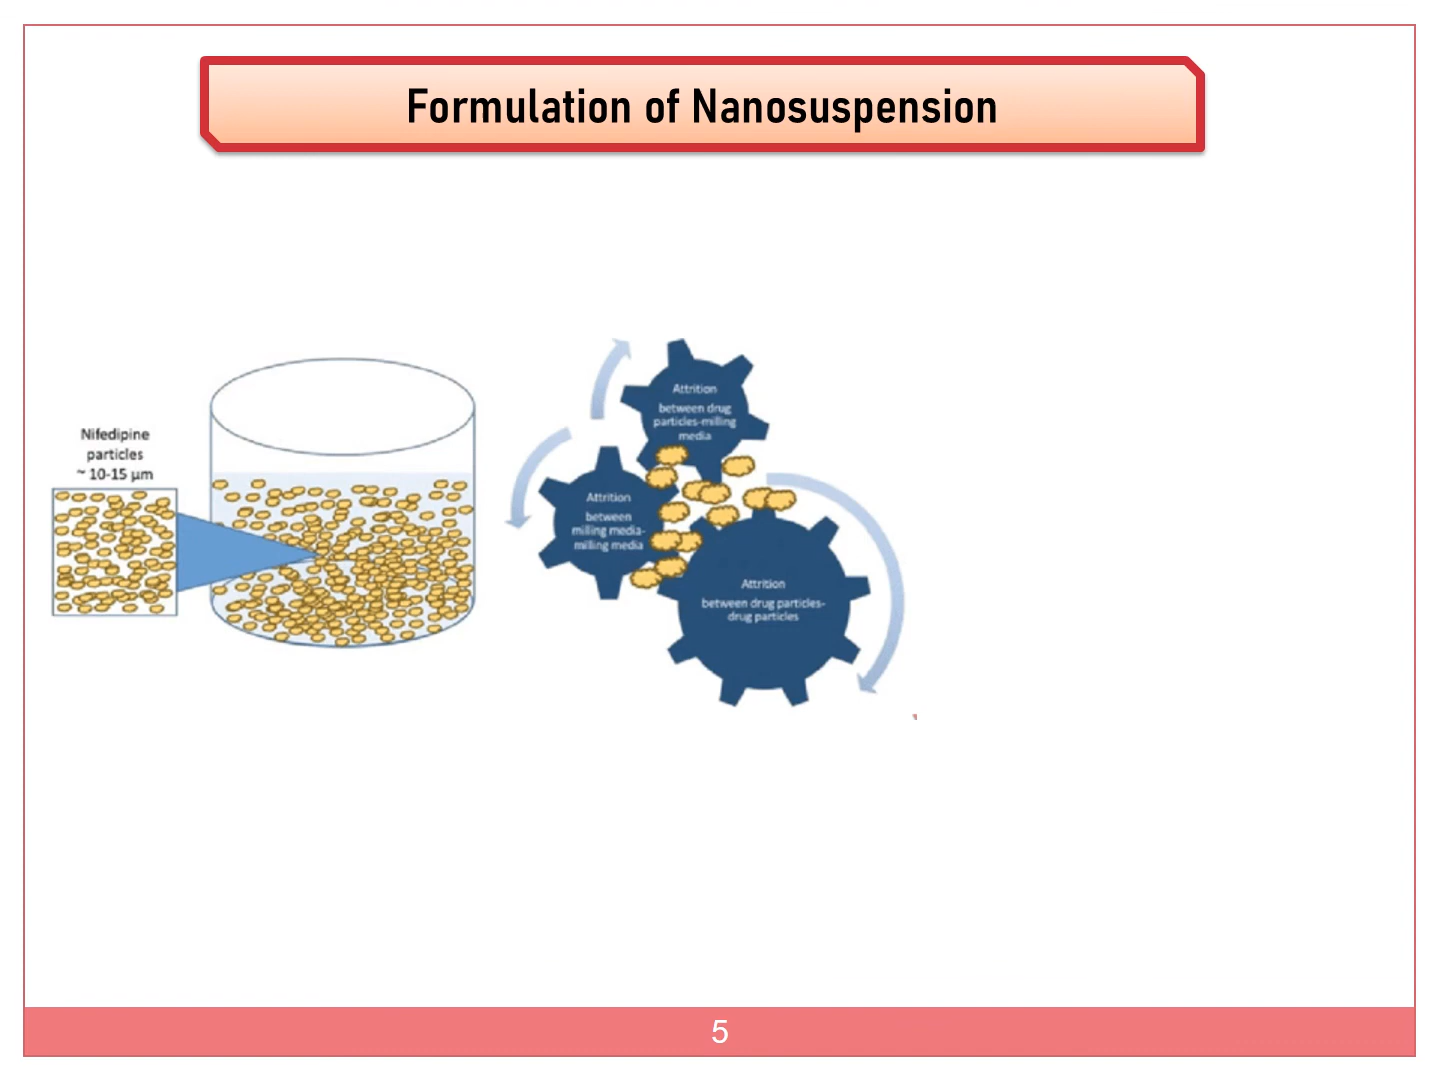 Formulation of Nanosuspension
Nifedipine
particles
~ 10-15 µm
Attrition
between drug
particles-milling
media
Attrition
between
milling media-
milling media
Attrition
between drug particles-
drug particles
5